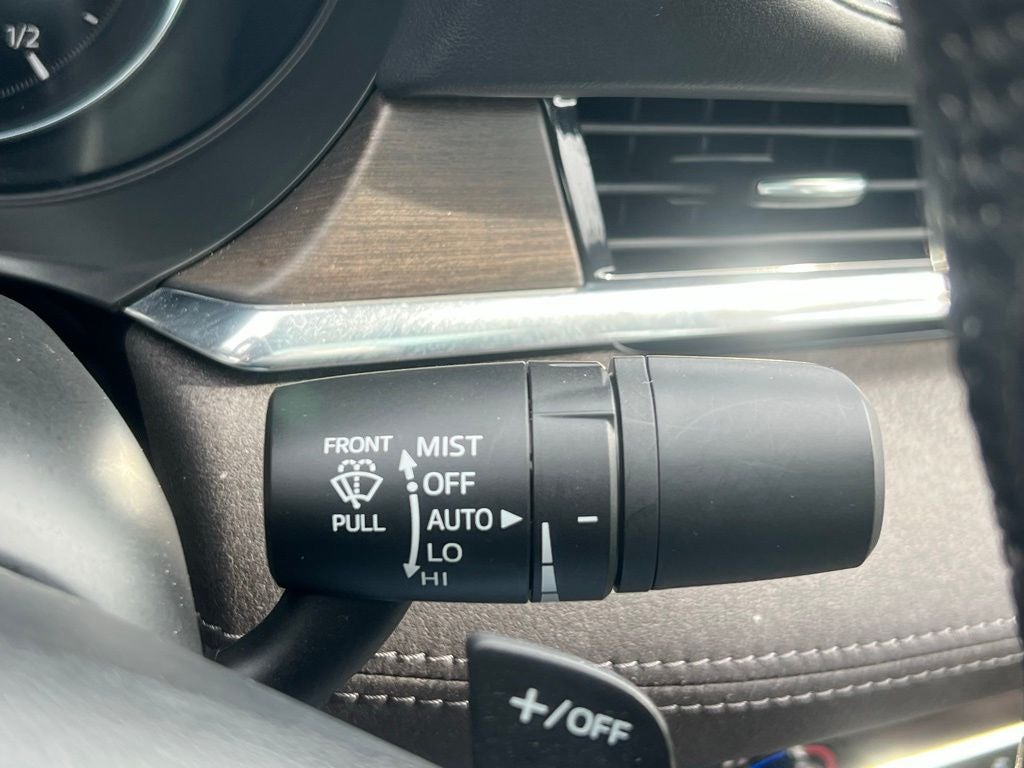 1/2
FRONT
PULL
MIST
OFF
AUTO
LO
HI
+/OFF